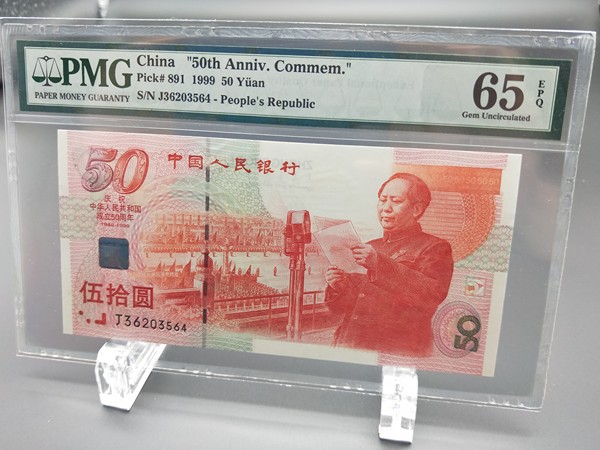 PMG
PAPER MONEY GUARANTY
China "50th Anniv. Commem."
Pick# 891 1999 50 Yüan
S/N J36203564 - People's Republic
65 EPQ
Gem Uncirculated
50
中国人民银行
庆祝
中华人民共和国
成立50周年
1949-1999
伍拾圆
J36203564
50